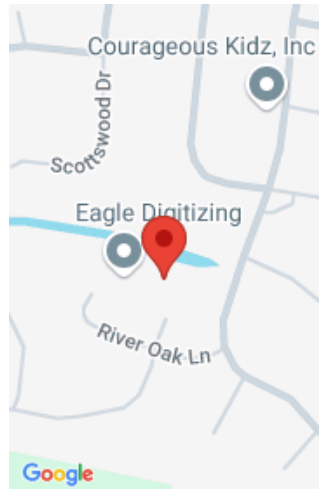 Courageous Kidz, Inc
Scottswood Dr
Eagle Digitizing
River Oak Ln
Google